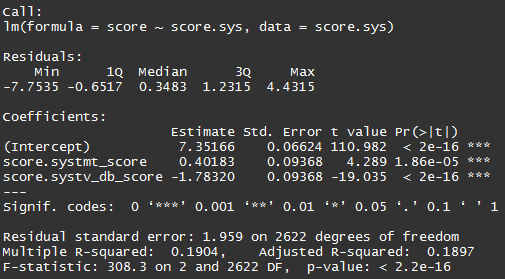 Call:
lm(formula = score ~ score.sys, data = score.sys)
Residuals:
    Min      1Q  Median      3Q     Max
-7.7535 -0.6517  0.3483  1.2315  4.4315
Coefficients:
                      Estimate Std. Error t value Pr(>|t|)
(Intercept)            7.35166    0.06624 110.982  < 2e-16 ***
score.systmt_score     0.40183    0.09368   4.289 1.86e-05 ***
score.systv_db_score  -1.78320    0.09368 -19.035  < 2e-16 ***
---
Signif. codes:  0 ‘***’ 0.001 ‘**’ 0.01 ‘*’ 0.05 ‘.’ 0.1 ‘ ’ 1
Residual standard error: 1.959 on 2622 degrees of freedom
Multiple R-squared:  0.1904,    Adjusted R-squared:  0.1897
F-statistic: 308.3 on 2 and 2622 DF,  p-value: < 2.2e-16